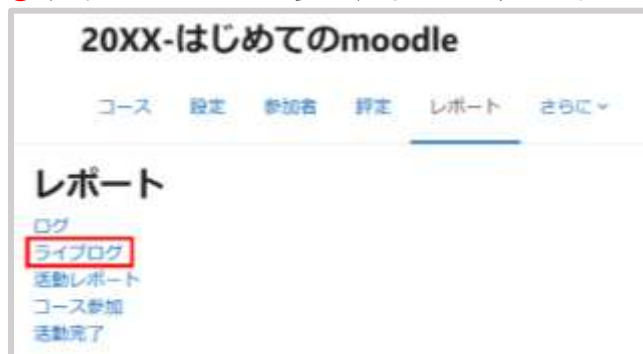 20XX-はじめてのmoodle
コース 設定 参加者 評定 レポート さらに
レポート
ログ
ライブログ
活動レポート
コース参加
活動完了